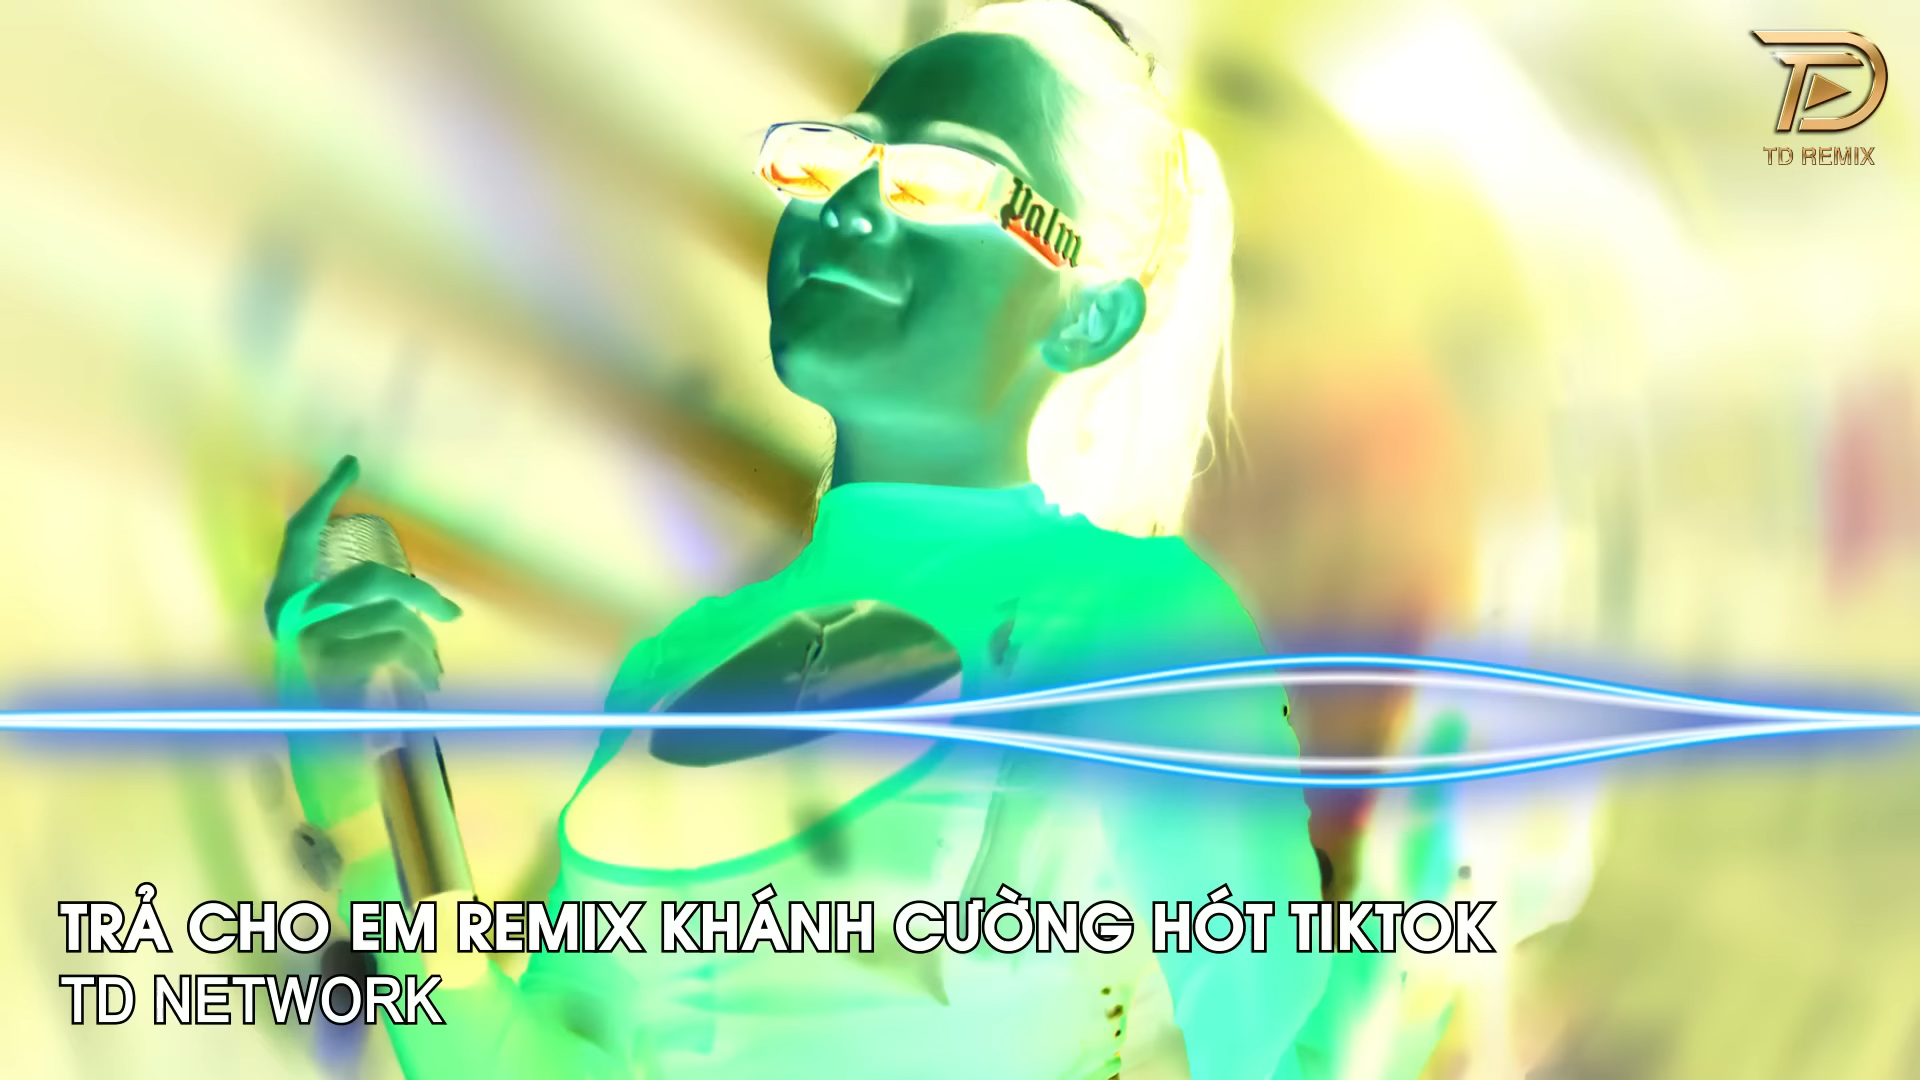 TD REMIX
Palm
TRẢ CHO EM REMIX KHÁNH CƯỜNG HÓT TIKTOK
TD NETWORK